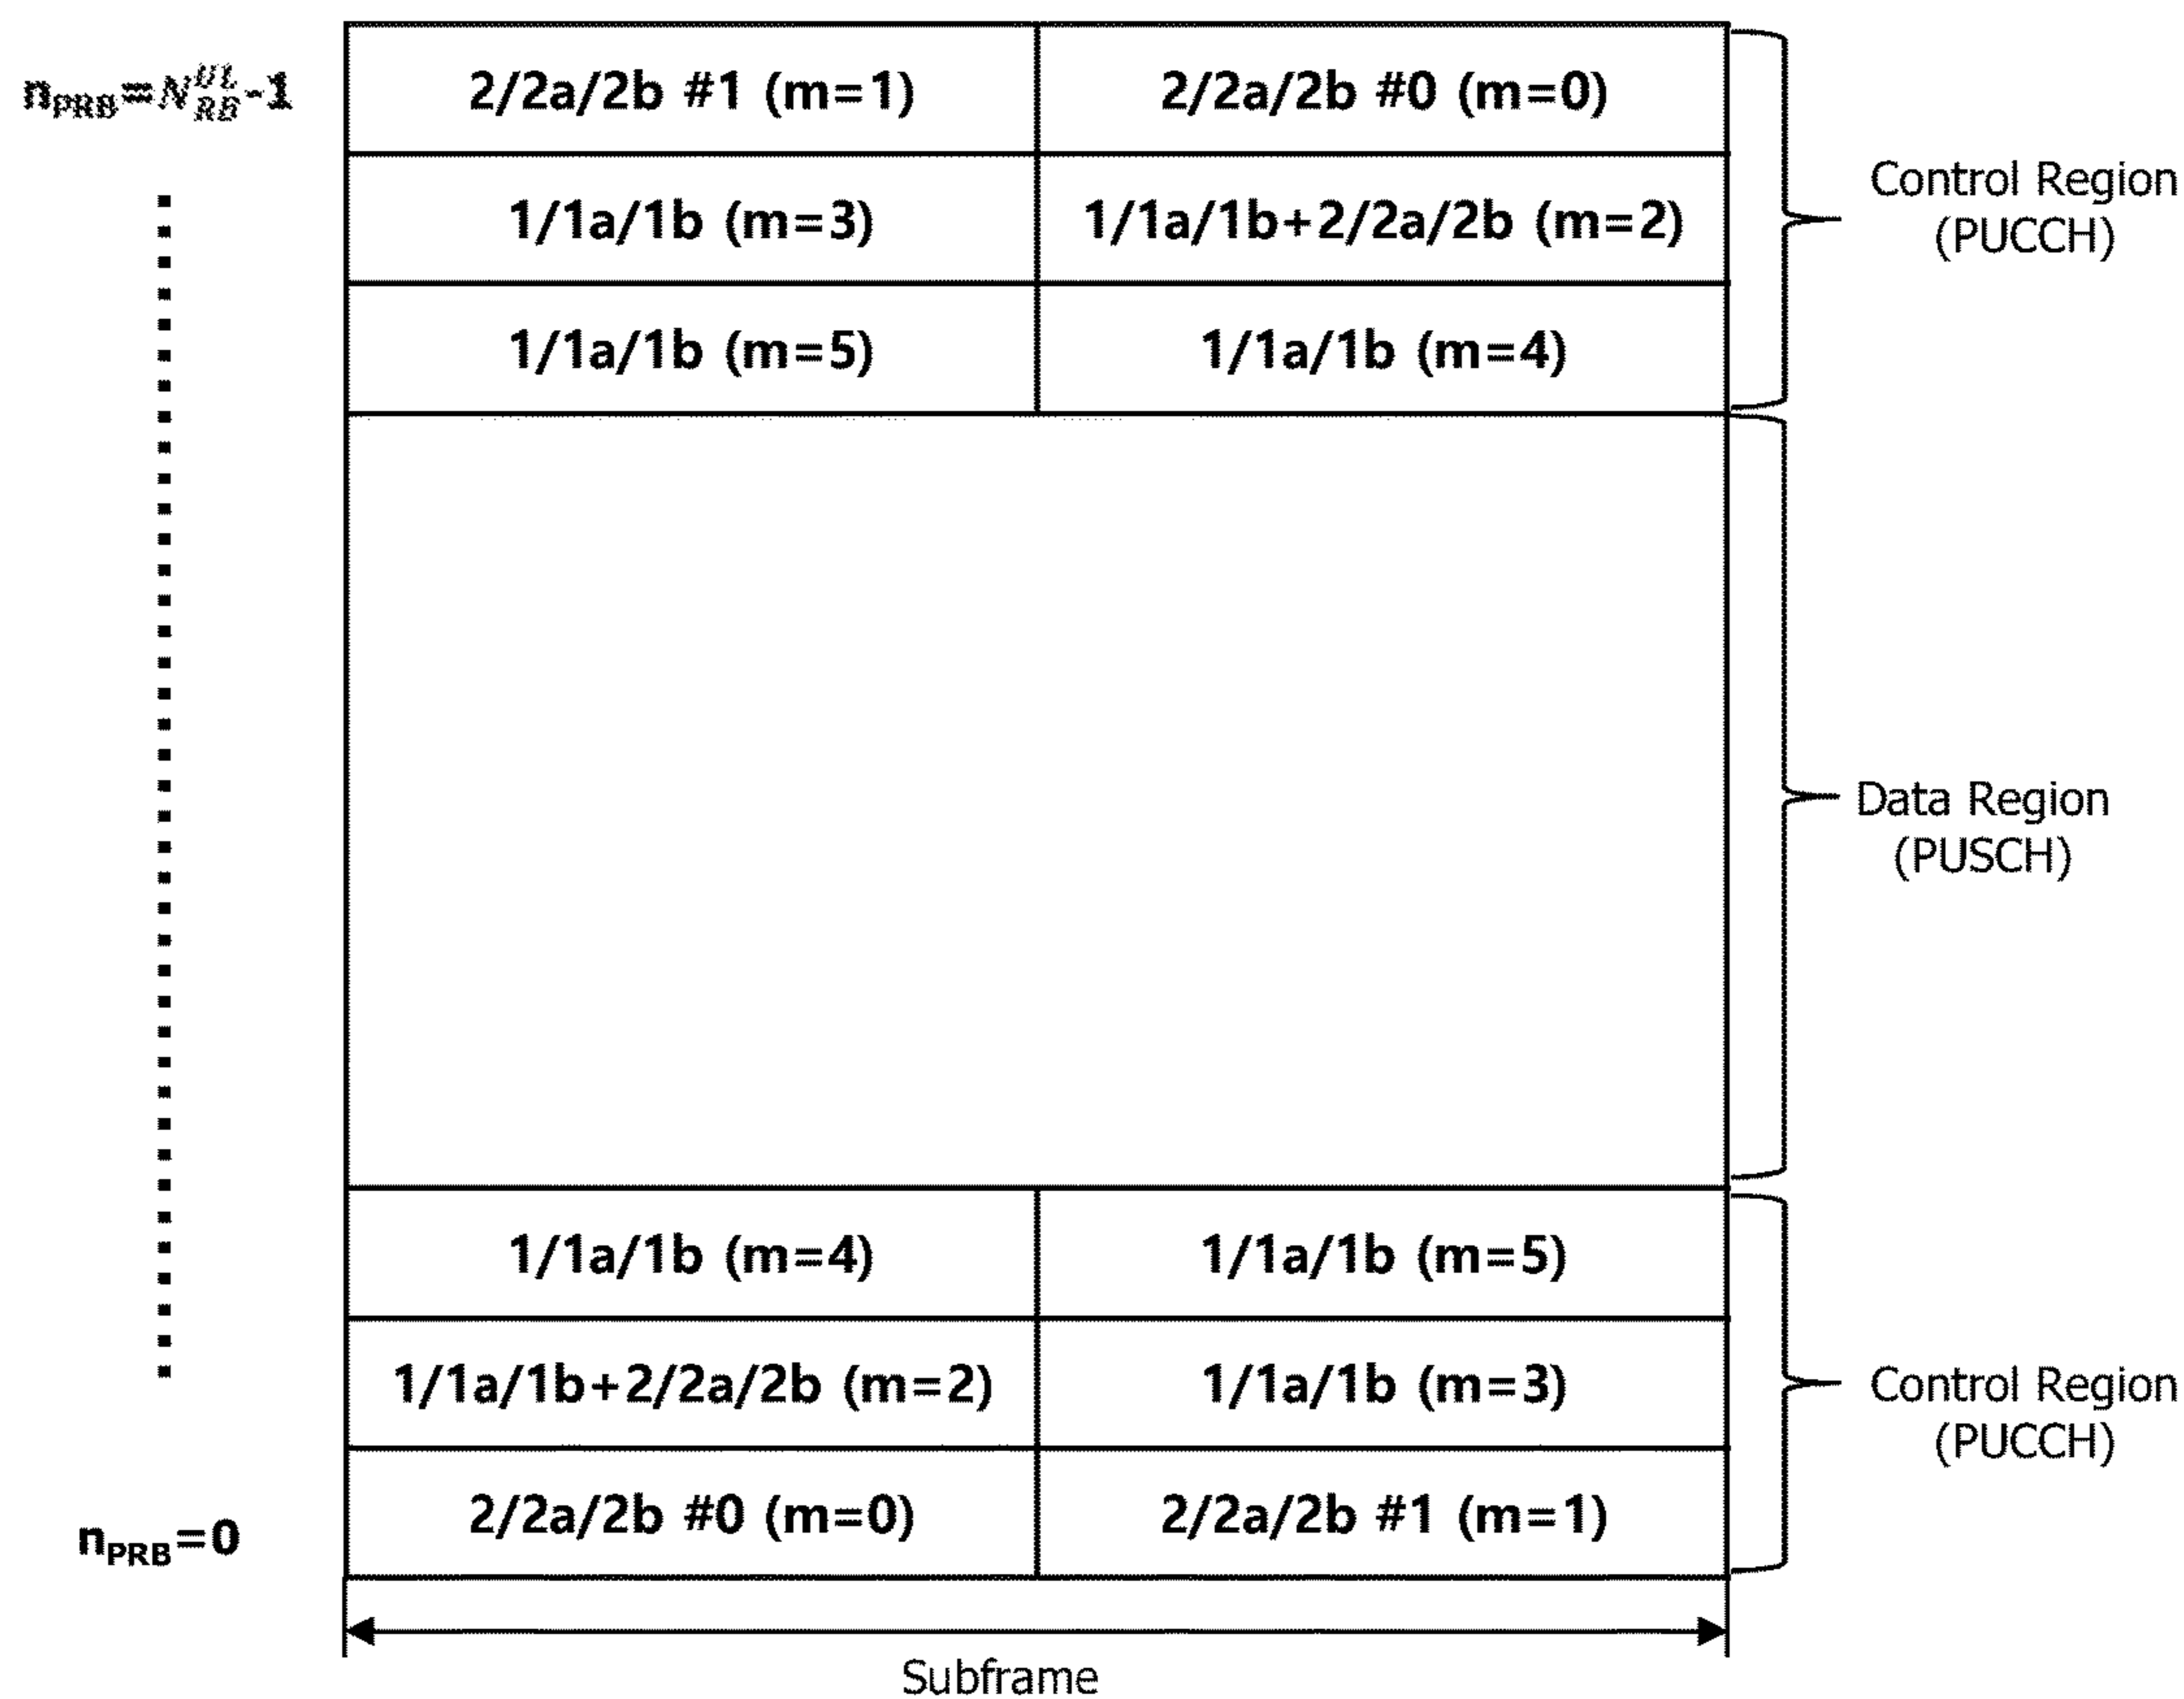 n_PRB=N_RB^UL-1
2/2a/2b #1 (m=1)
2/2a/2b #0 (m=0)
1/1a/1b (m=3)
1/1a/1b+2/2a/2b (m=2)
1/1a/1b (m=5)
1/1a/1b (m=4)
Control Region
(PUCCH)
Data Region
(PUSCH)
1/1a/1b (m=4)
1/1a/1b (m=5)
1/1a/1b+2/2a/2b (m=2)
1/1a/1b (m=3)
2/2a/2b #0 (m=0)
2/2a/2b #1 (m=1)
Control Region
(PUCCH)
n_PRB=0
Subframe